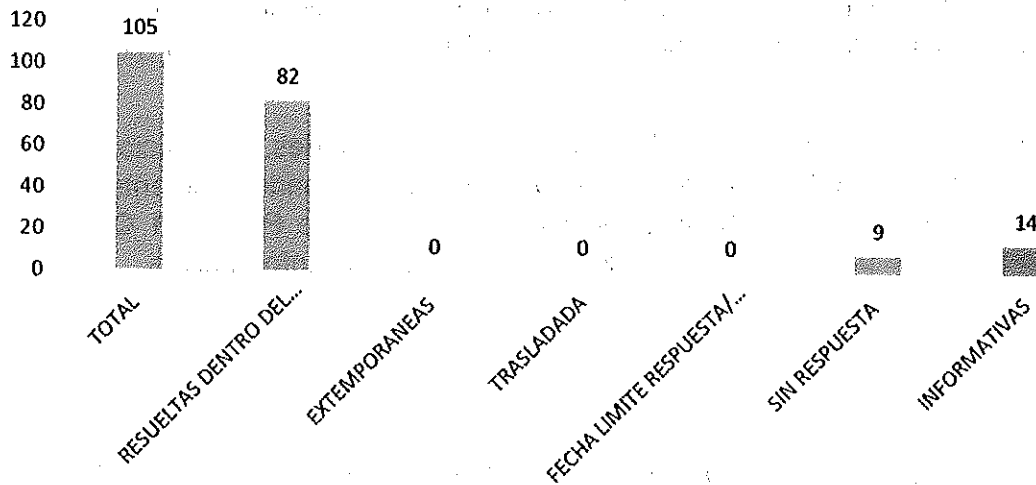 120
100
80
60
40
20
0
105
82
0
0
0
9
14
TOTAL
RESUELTAS DENTRO DEL...
EXTEMPORANEAS
TRASLADADA
FECHA LIMITE RESPUESTA/...
SIN RESPUESTA
INFORMATIVAS